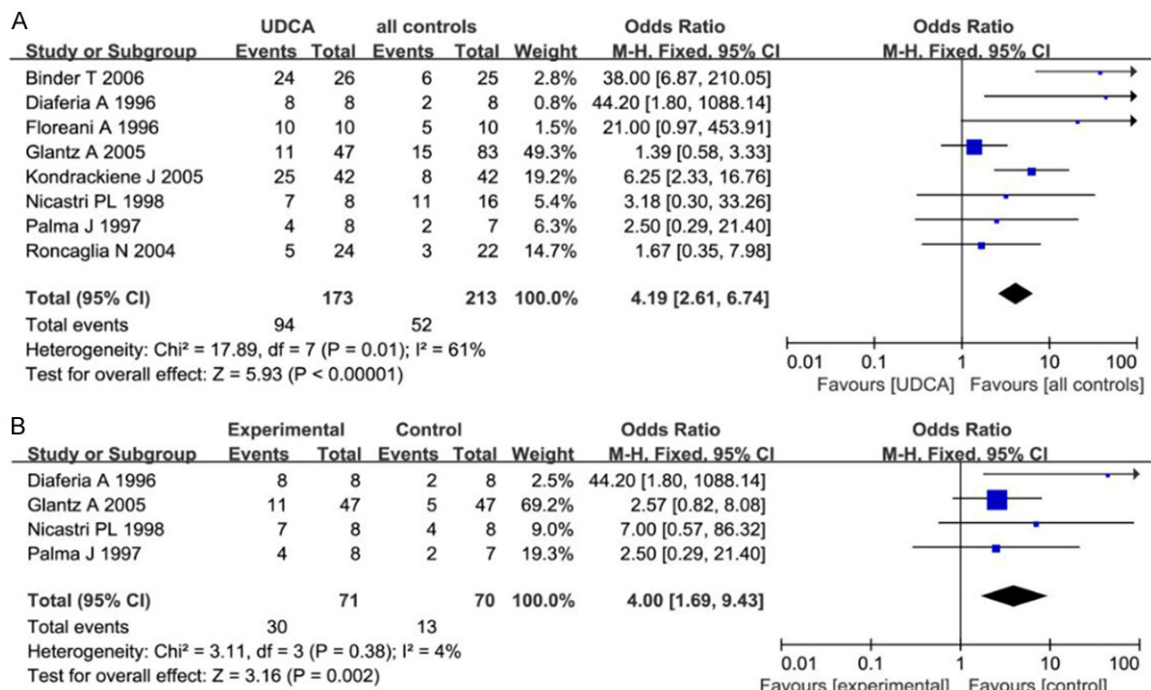 A
UDCA all controls Odds Ratio Odds Ratio
Study or Subgroup Events Total Events Total Weight M-H, Fixed, 95% CI M-H, Fixed, 95% CI
Binder T 2006 24 26 6 25 2.8% 38.00 [6.87, 210.05]
Diaferia A 1996 8 8 2 8 0.8% 44.20 [1.80, 1088.14]
Floreani A 1996 10 10 5 10 1.5% 21.00 [0.97, 453.91]
Glantz A 2005 11 47 15 83 49.3% 1.39 [0.58, 3.33]
Kondrackiene J 2005 25 42 8 42 19.2% 6.25 [2.33, 16.76]
Nicastri PL 1998 7 8 11 16 5.4% 3.18 [0.30, 33.26]
Palma J 1997 4 8 2 7 6.3% 2.50 [0.29, 21.40]
Roncaglia N 2004 5 24 3 22 14.7% 1.67 [0.35, 7.98]
Total (95% CI) 173 213 100.0% 4.19 [2.61, 6.74]
Total events 94 52
Heterogeneity: Chi² = 17.89, df = 7 (P = 0.01); I² = 61%
Test for overall effect: Z = 5.93 (P < 0.00001)
0.01 0.1 1 10 100
Favours [UDCA] Favours [all controls]
B
Experimental Control Odds Ratio Odds Ratio
Study or Subgroup Events Total Events Total Weight M-H, Fixed, 95% CI M-H, Fixed, 95% CI
Diaferia A 1996 8 8 2 8 2.5% 44.20 [1.80, 1088.14]
Glantz A 2005 11 47 5 47 69.2% 2.57 [0.82, 8.08]
Nicastri PL 1998 7 8 4 8 9.0% 7.00 [0.57, 86.32]
Palma J 1997 4 8 2 7 19.3% 2.50 [0.29, 21.40]
Total (95% CI) 71 70 100.0% 4.00 [1.69, 9.43]
Total events 30 13
Heterogeneity: Chi² = 3.11, df = 3 (P = 0.38); I² = 4%
Test for overall effect: Z = 3.16 (P = 0.002)
0.01 0.1 1 10 100
Favours [experimental] Favours [control]